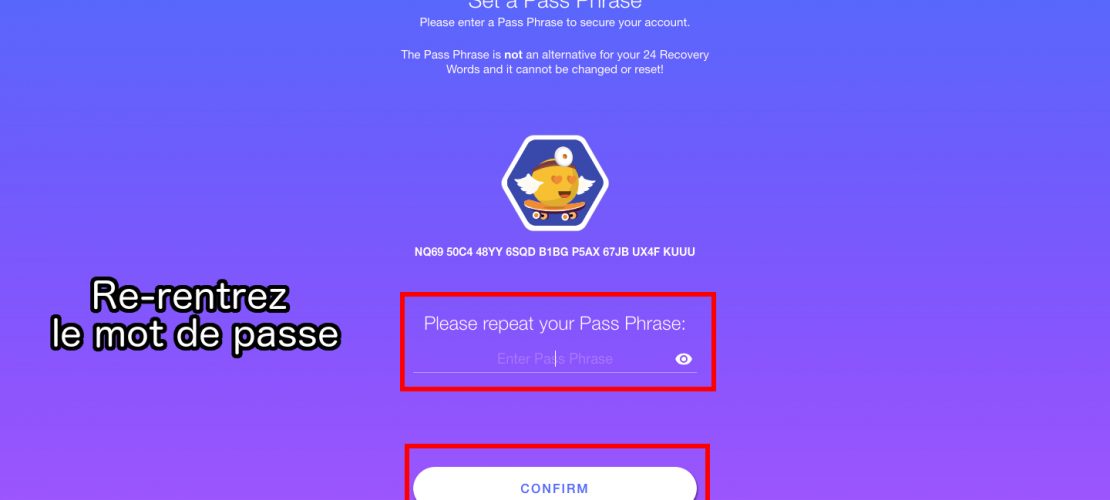 Set a Pass Phrase
Please enter a Pass Phrase to secure your account.
The Pass Phrase is not an alternative for your 24 Recovery
Words and it cannot be changed or reset!
NQ69 50C4 48YY 6SQD B1BG P5AX 67JB UX4F KUUU
Re-rentrez
le mot de passe
Please repeat your Pass Phrase:
Enter Pass Phrase
CONFIRM